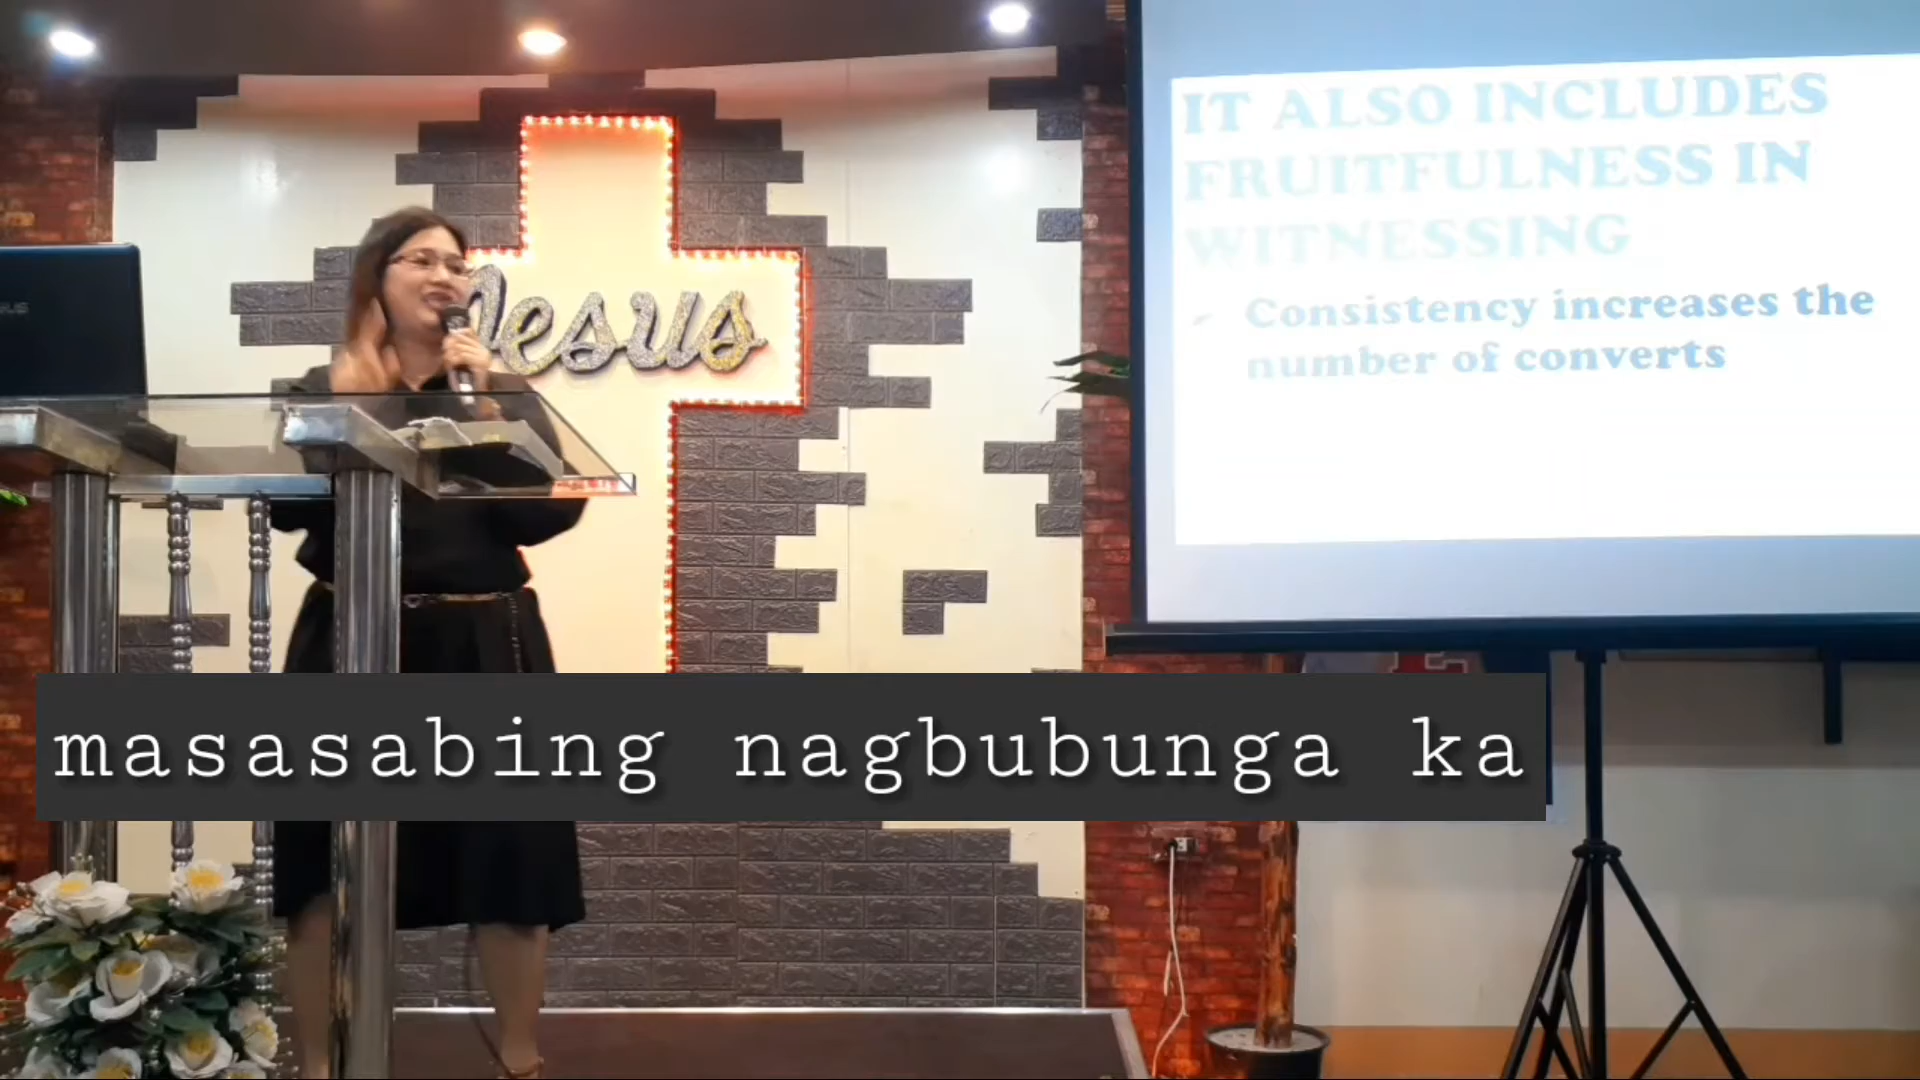 Jesus
IT ALSO INCLUDES
FRUITFULNESS IN
WITNESSING
Consistency increases the
number of converts
masasabing nagbubunga ka